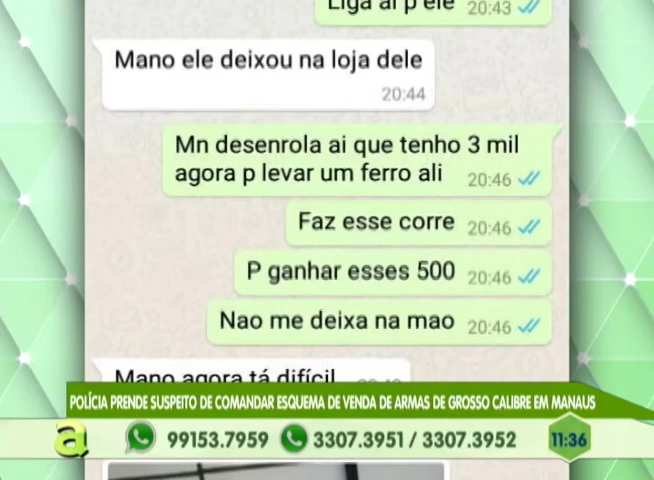 Liga ai p ele 20:43
Mano ele deixou na loja dele
20:44
Mn desenrola ai que tenho 3 mil
agora p levar um ferro ali 20:46
Faz esse corre 20:46
P ganhar esses 500 20:46
Nao me deixa na mao 20:46
Mano agora tá difícil
POLÍCIA PRENDE SUSPEITO DE COMANDAR ESQUEMA DE VENDA DE ARMAS DE GROSSO CALIBRE EM MANAUS
a 99153.7959 3307.3951 / 3307.3952 11:36